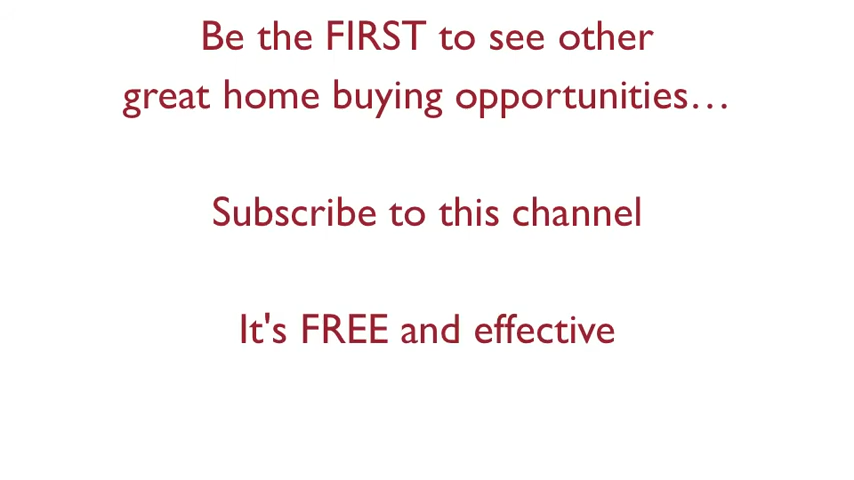 Be the FIRST to see other
great home buying opportunities…
Subscribe to this channel
It's FREE and effective